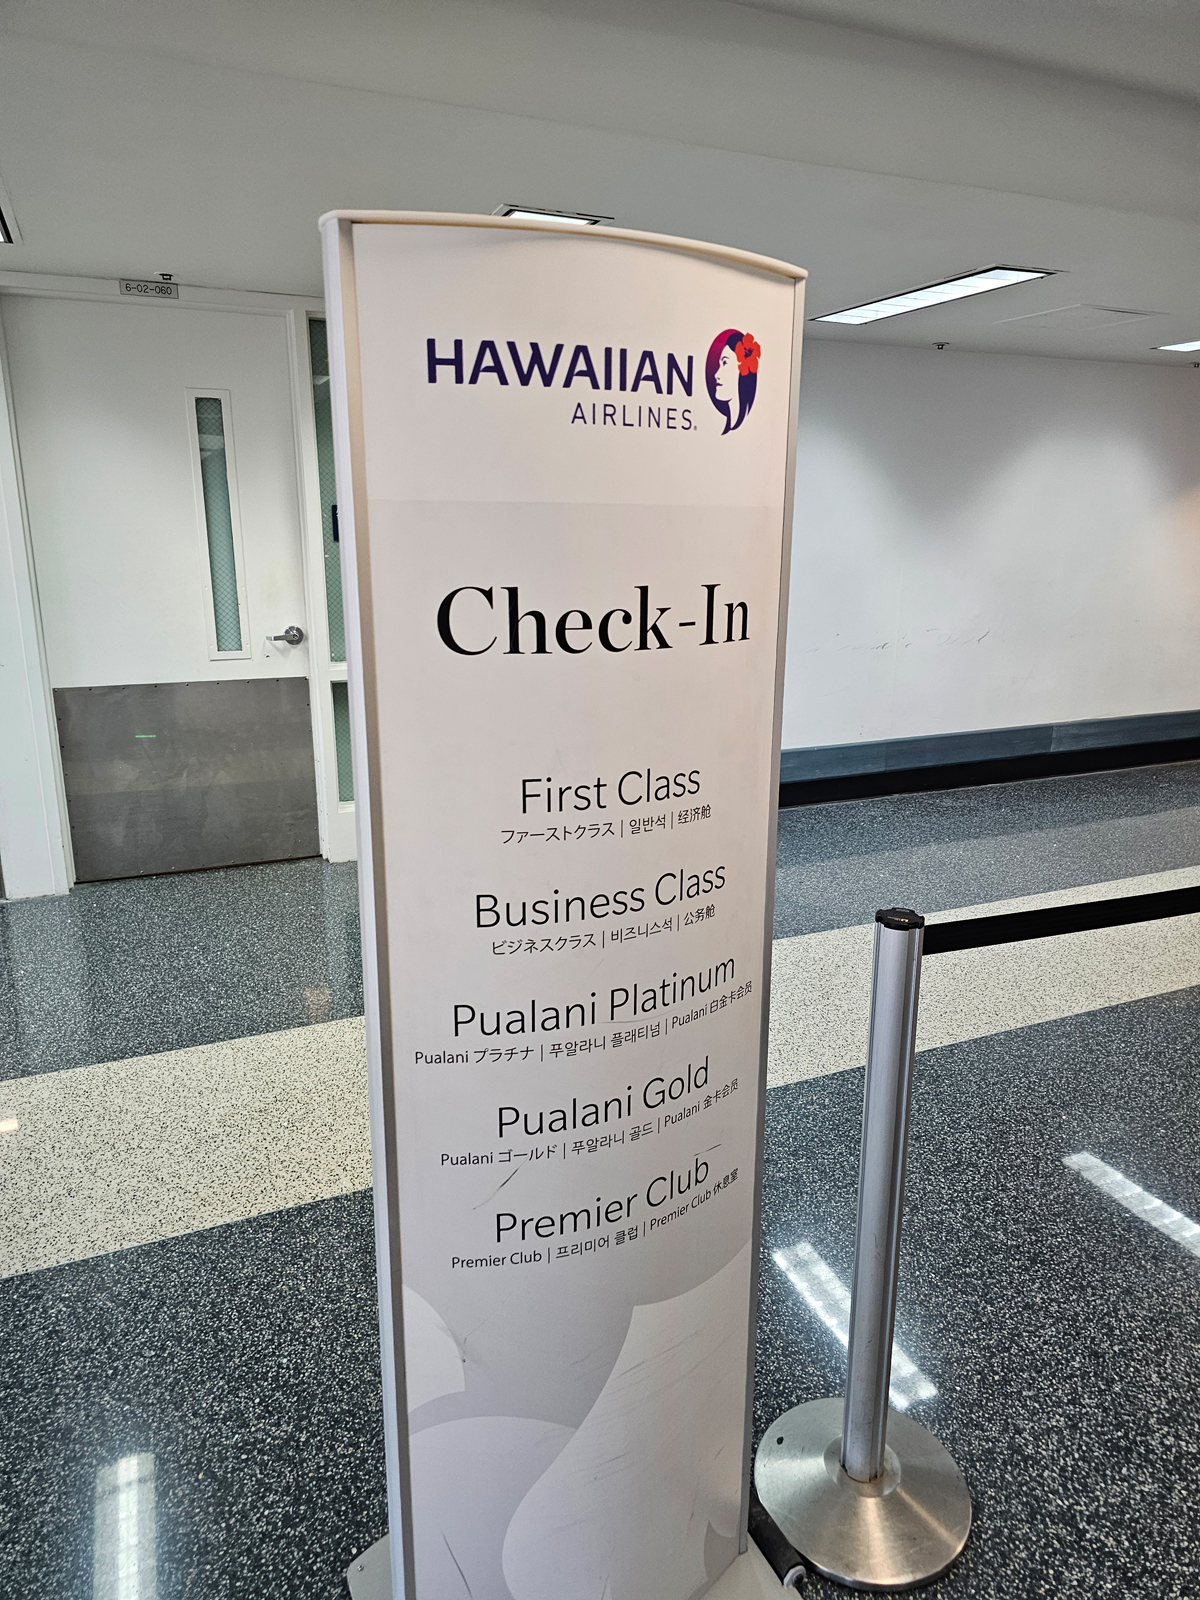 6-02-060
HAWAIIAN
AIRLINES®
Check-In
First Class
ファーストクラス | 일반석 | 经济舱
Business Class
ビジネスクラス | 비즈니스석 | 公务舱
Pualani Platinum
Pualani プラチナ | 푸알라니 플래티넘 | Pualani 白金卡会员
Pualani Gold
Pualani ゴールド | 푸알라니 골드 | Pualani 金卡会员
Premier Club
Premier Club | 프리미어 클럽 | Premier Club 休息室